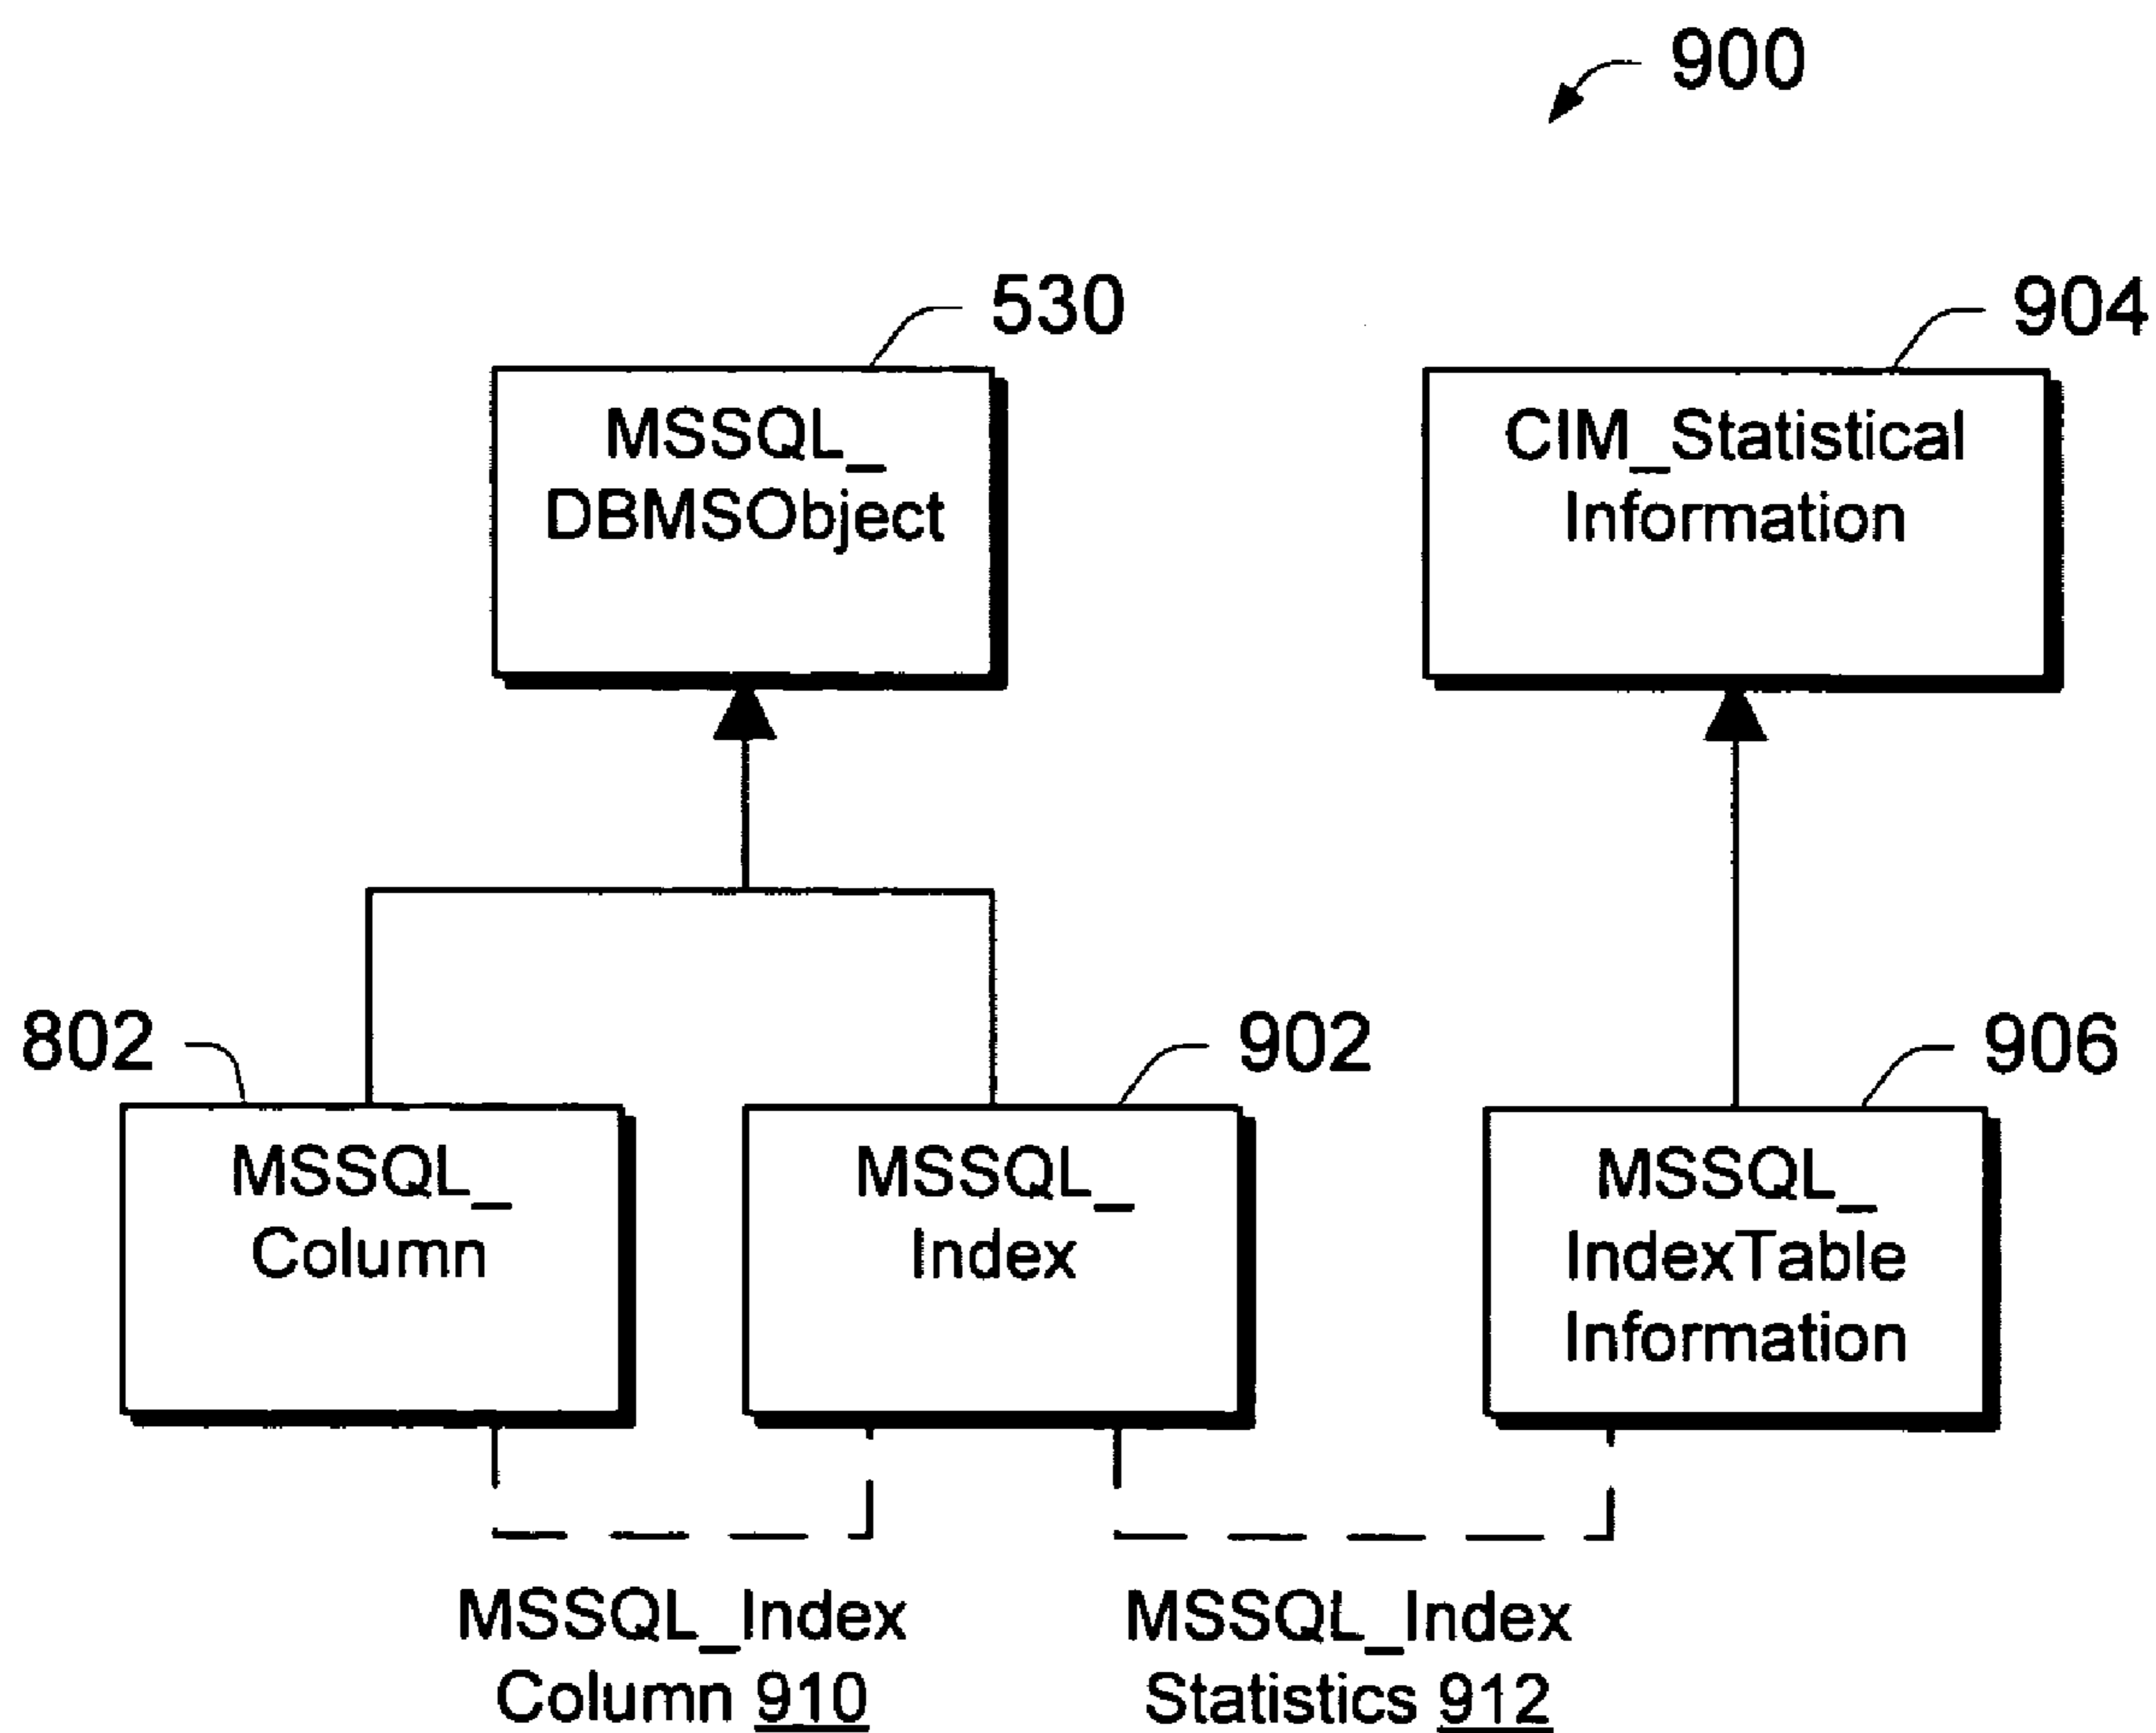 900
530
MSSQL_
DBMSObject
904
CIM_Statistical
Information
802
MSSQL_
Column
902
MSSQL_
Index
906
MSSQL_
IndexTable
Information
MSSQL_Index
Column 910
MSSQL_Index
Statistics 912